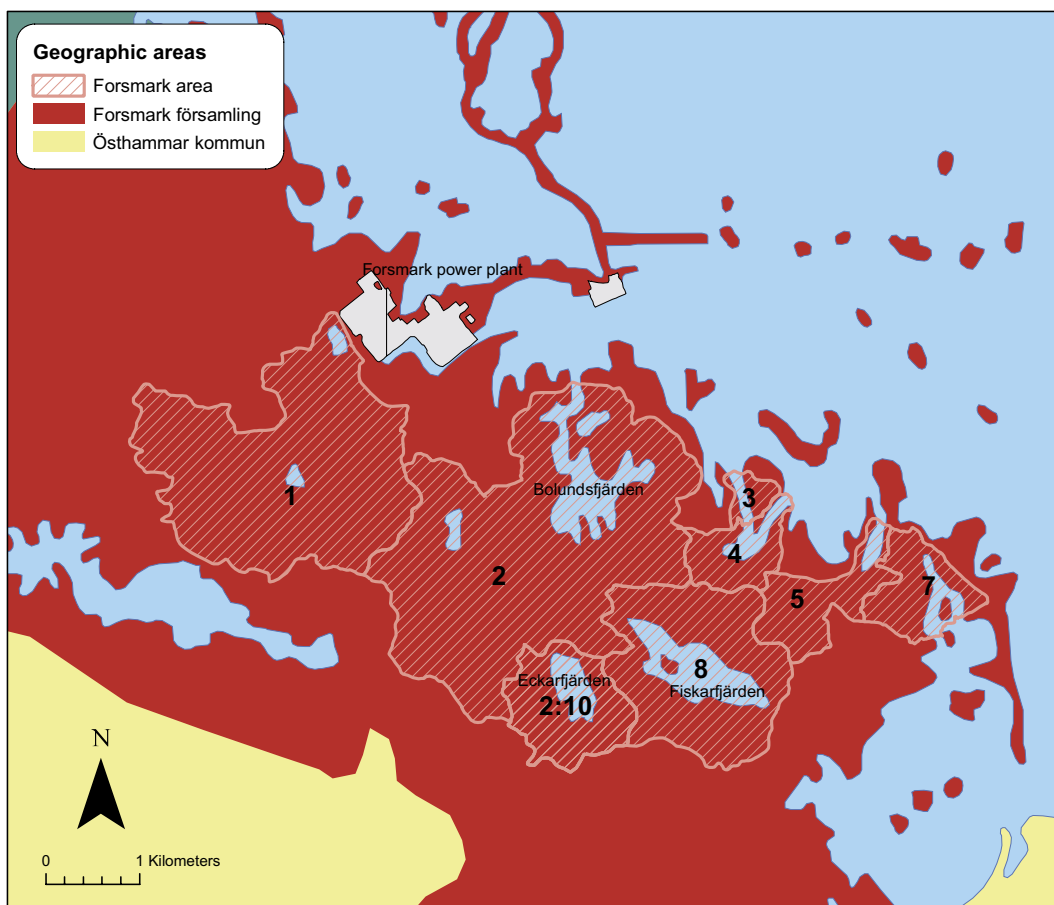 Geographic areas
Forsmark area
Forsmark församling
Östhammar kommun
Forsmark power plant
1
Bolundsfjärden
3
4
2
5
7
8
Fiskarfjärden
Eckarfjärden
2:10
N
0 1 Kilometers